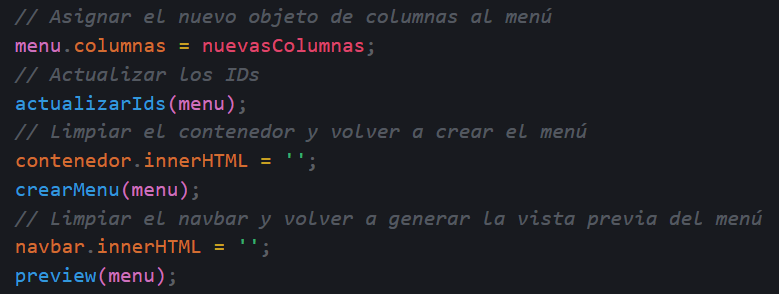 // Asignar el nuevo objeto de columnas al menú
menu.columnas = nuevasColumnas;
// Actualizar los IDs
actualizarIds(menu);
// Limpiar el contenedor y volver a crear el menú
contenedor.innerHTML = '';
crearMenu(menu);
// Limpiar el navbar y volver a generar la vista previa del menú
navbar.innerHTML = '';
preview(menu);